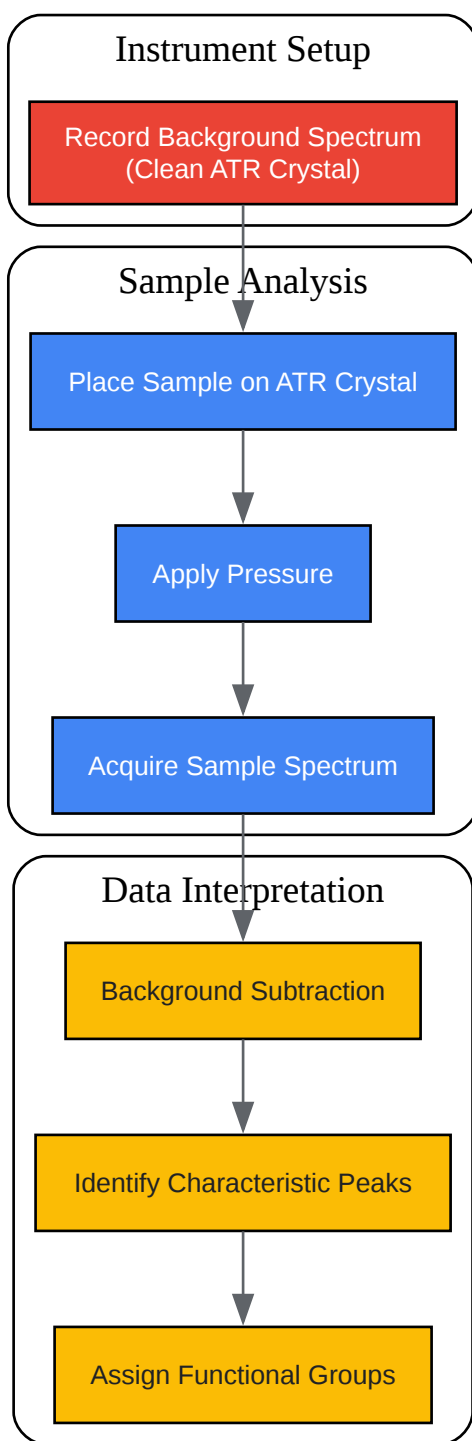 Instrument Setup
Record Background Spectrum
(Clean ATR Crystal)
Sample Analysis
Place Sample on ATR Crystal
Apply Pressure
Acquire Sample Spectrum
Data Interpretation
Background Subtraction
Identify Characteristic Peaks
Assign Functional Groups